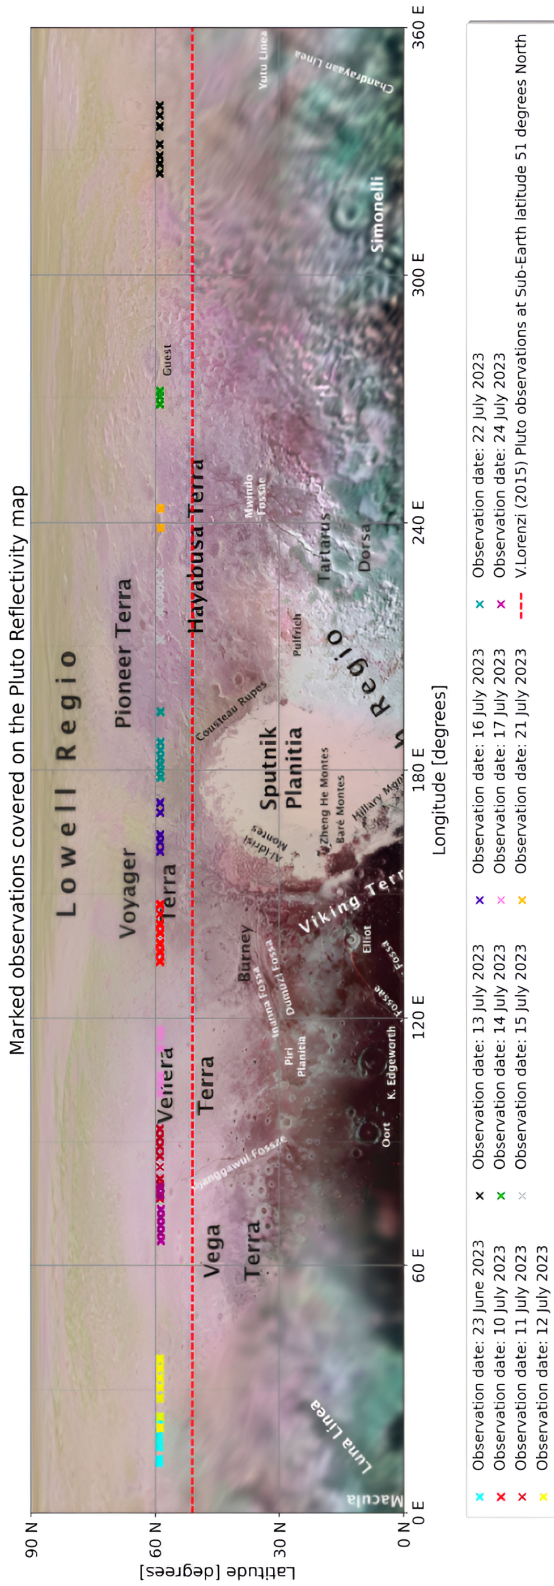 Marked observations covered on the Pluto Reflectivity map
90 N
60 N
30 N
0 N
Latitude [degrees]
0 E
60 E
120 E
180 E
240 E
300 E
360 E
Longitude [degrees]
Lowell Regio
Pioneer Terra
Voyager
Terra
Venera
Terra
Vega
Terra
Hayabusa Terra
Guest
Burney
Cousteau Rupes
Sputnik
Planitia
Al-Idrisi
Montes
Zheng He Montes
Baré Montes
Hillary Mon
Regio
Pulfrich
Mwindo
Fossae
Tartarus
Dorsa
Simonelli
Yutu Linea
Chandrayaan Linea
Djanggawul Fossae
Inanna Fossa
Dumuzi Fossa
Piri
Planitia
Viking Terr
Elliot
Fossa
Fossae
K. Edgeworth
Oort
Luna Linea
Macula
Observation date: 23 June 2023
Observation date: 10 July 2023
Observation date: 11 July 2023
Observation date: 12 July 2023
Observation date: 13 July 2023
Observation date: 14 July 2023
Observation date: 15 July 2023
Observation date: 16 July 2023
Observation date: 17 July 2023
Observation date: 21 July 2023
Observation date: 22 July 2023
Observation date: 24 July 2023
V.Lorenzi (2015) Pluto observations at Sub-Earth latitude 51 degrees North